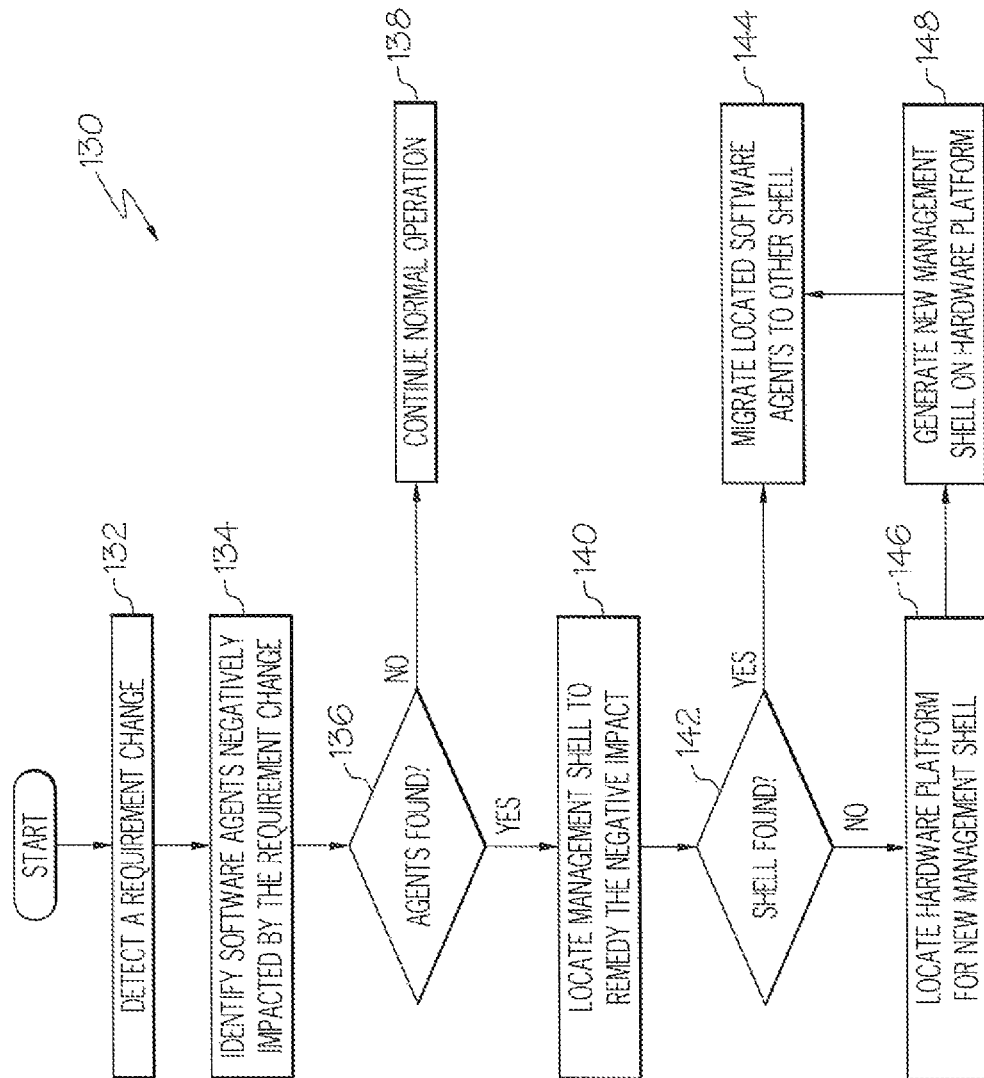 130
START
DETECT A REQUIREMENT CHANGE
132
IDENTIFY SOFTWARE AGENTS NEGATIVELY
IMPACTED BY THE REQUIREMENT CHANGE
134
136
AGENTS FOUND?
NO
CONTINUE NORMAL OPERATION
138
YES
LOCATE MANAGEMENT SHELL TO
REMEDY THE NEGATIVE IMPACT
140
142
SHELL FOUND?
YES
MIGRATE LOCATED SOFTWARE
AGENTS TO OTHER SHELL
144
NO
LOCATE HARDWARE PLATFORM
FOR NEW MANAGEMENT SHELL
146
GENERATE NEW MANAGEMENT
SHELL ON HARDWARE PLATFORM
148